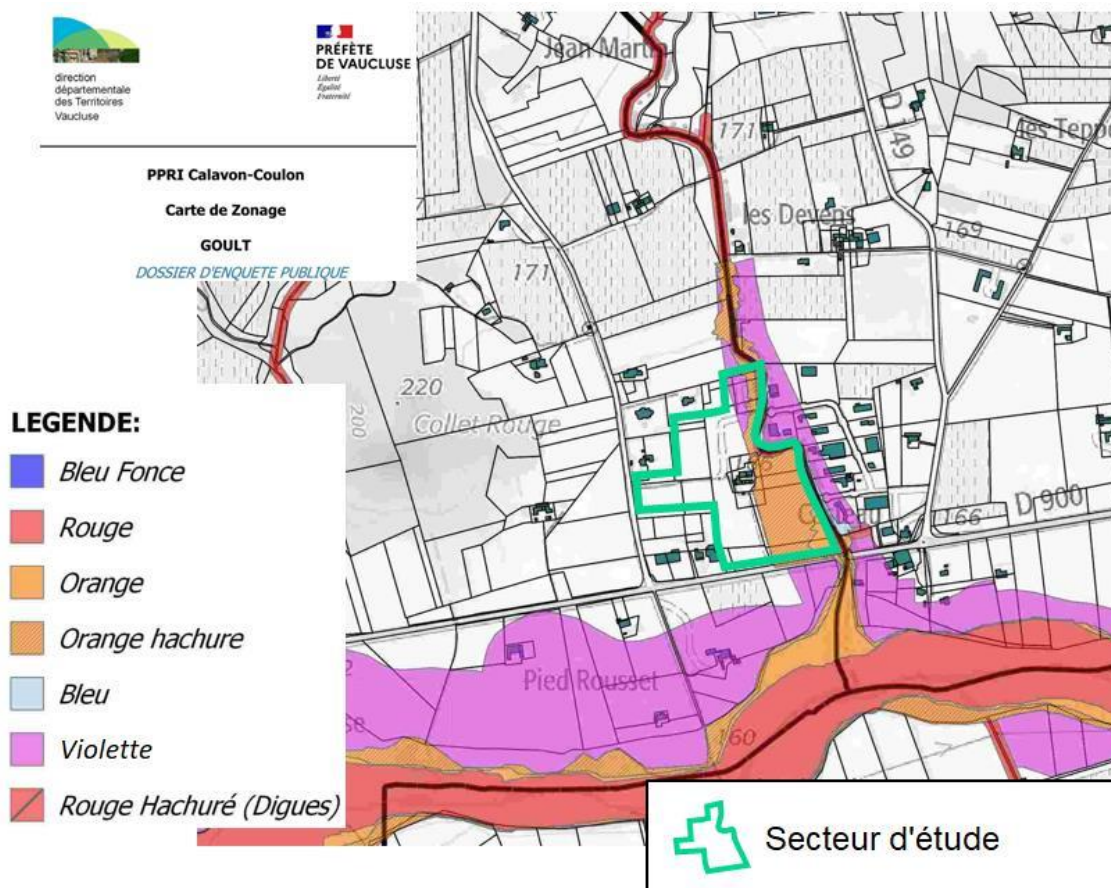 direction
départementale
des Territoires
Vaucluse
PRÉFÈTE
DE VAUCLUSE
Liberté
Égalité
Fraternité
PPRI Calavon-Coulon
Carte de Zonage
GOULT
DOSSIER D'ENQUETE PUBLIQUE
Jean Martin
171
D 149
les Tepp
les Devens
169
171
220
200
Collet Rouge
166
D 900
Pied Rousset
160
LEGENDE:
Bleu Fonce
Rouge
Orange
Orange hachure
Bleu
Violette
Rouge Hachuré (Digues)
Secteur d'étude